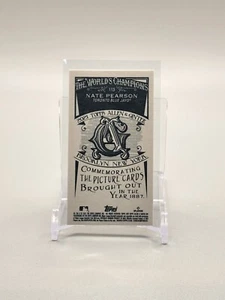 THE WORLD'S CHAMPIONS
NATE PEARSON
TORONTO BLUE JAYS
TOPPS ALLEN & GINTER
BROOKLYN NEW YORK
COMMEMORATING
THE PICTURE CARDS
BROUGHT OUT
IN THE
YEAR 1887.
Topps